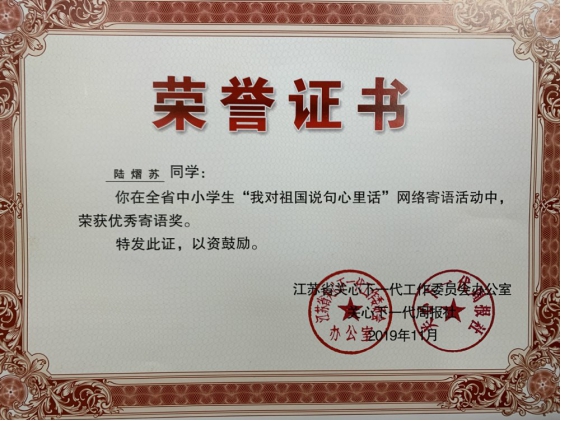 荣誉证书
陆熠苏 同学：
你在全省中小学生“我对祖国说句心里话”网络寄语活动中，
荣获优秀寄语奖。
特发此证，以资鼓励。
江苏省关心下一代工作委员会办公室
关心下一代周报社
2019年11月
办公室